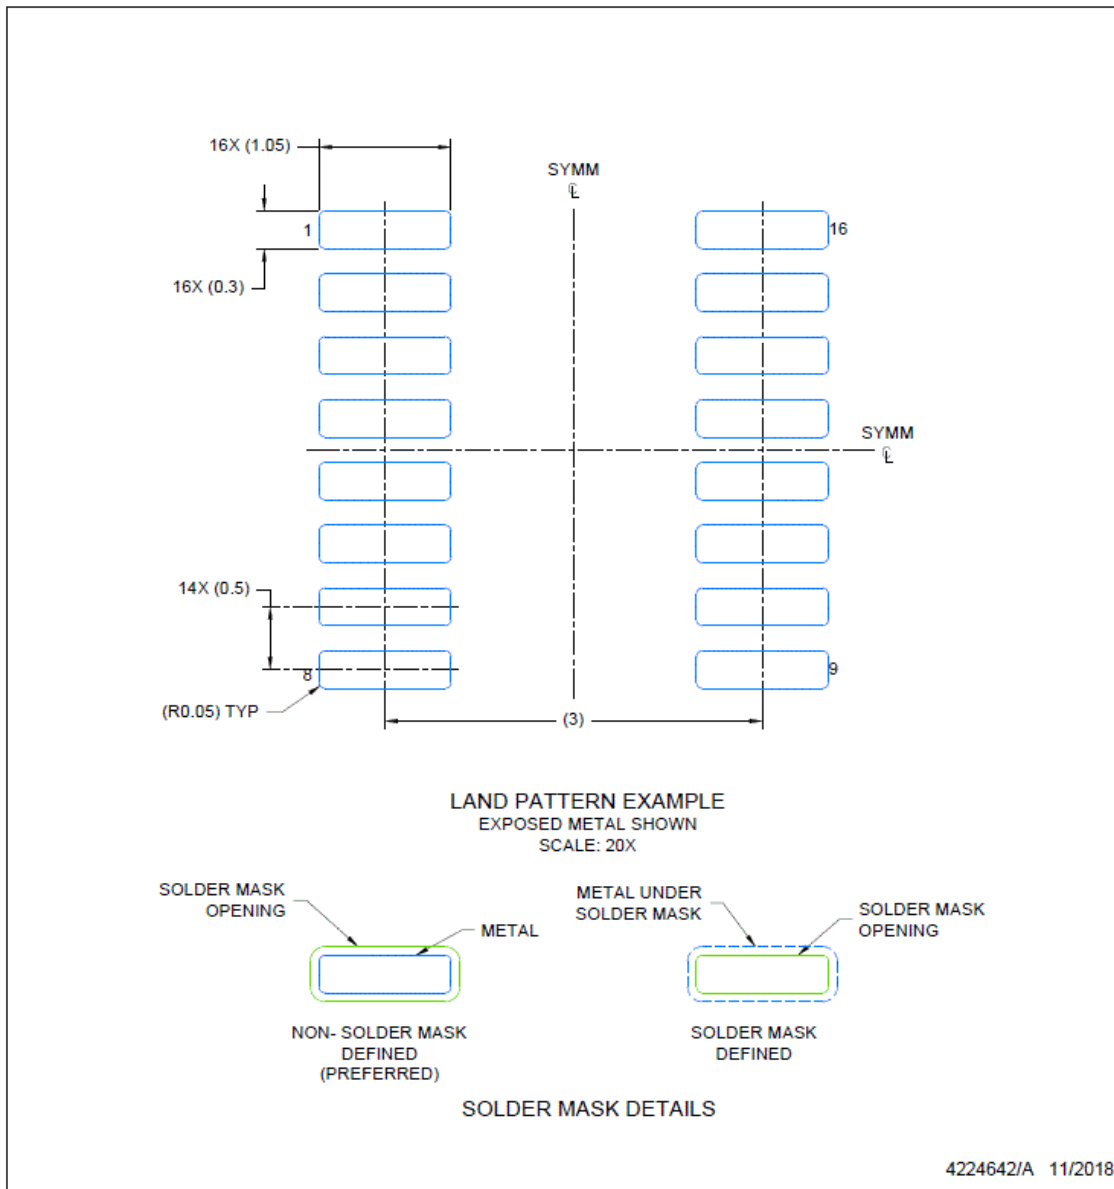 16X (1.05)
SYMM
℄
1
16
16X (0.3)
SYMM
℄
14X (0.5)
8
9
(R0.05) TYP
(3)
LAND PATTERN EXAMPLE
EXPOSED METAL SHOWN
SCALE: 20X
SOLDER MASK
OPENING
METAL
METAL UNDER
SOLDER MASK
SOLDER MASK
OPENING
NON- SOLDER MASK
DEFINED
(PREFERRED)
SOLDER MASK
DEFINED
SOLDER MASK DETAILS
4224642/A 11/2018